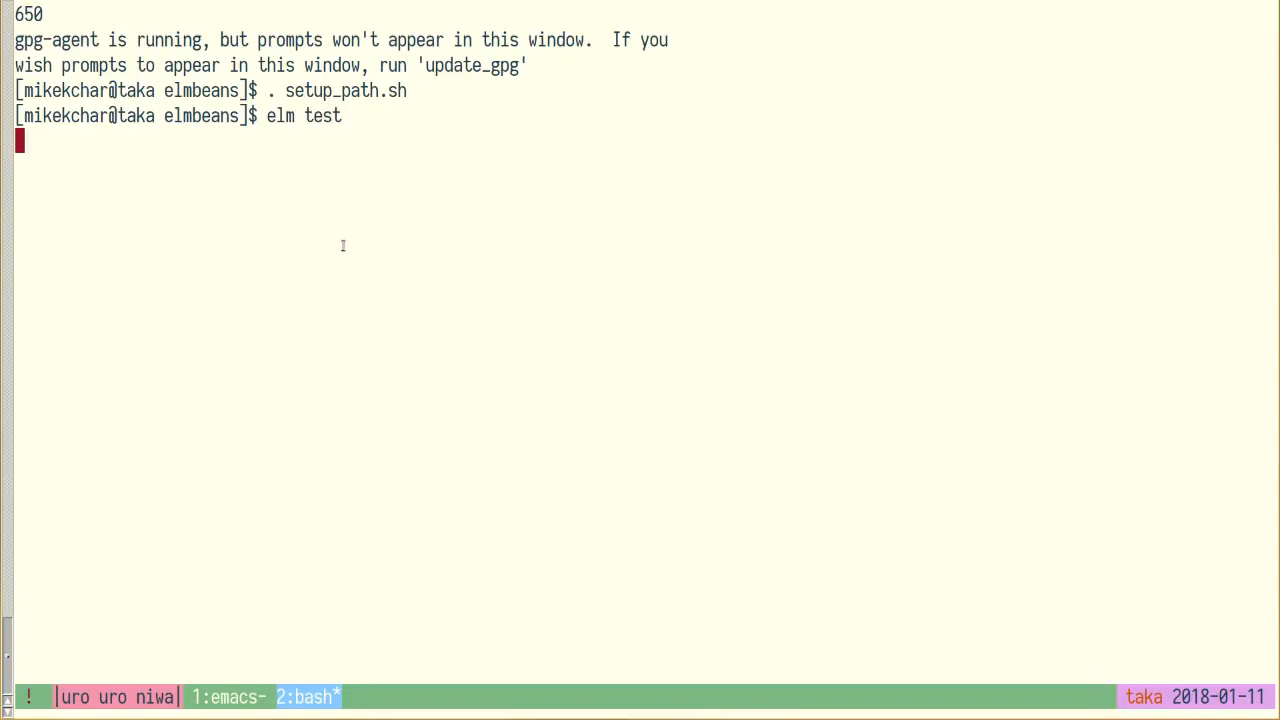 650
gpg-agent is running, but prompts won't appear in this window.  If you
wish prompts to appear in this window, run 'update_gpg'
[mikekchar@taka elmbeans]$ . setup_path.sh
[mikekchar@taka elmbeans]$ elm test
! |uro uro niwa| 1:emacs- 2:bash* taka 2018-01-11